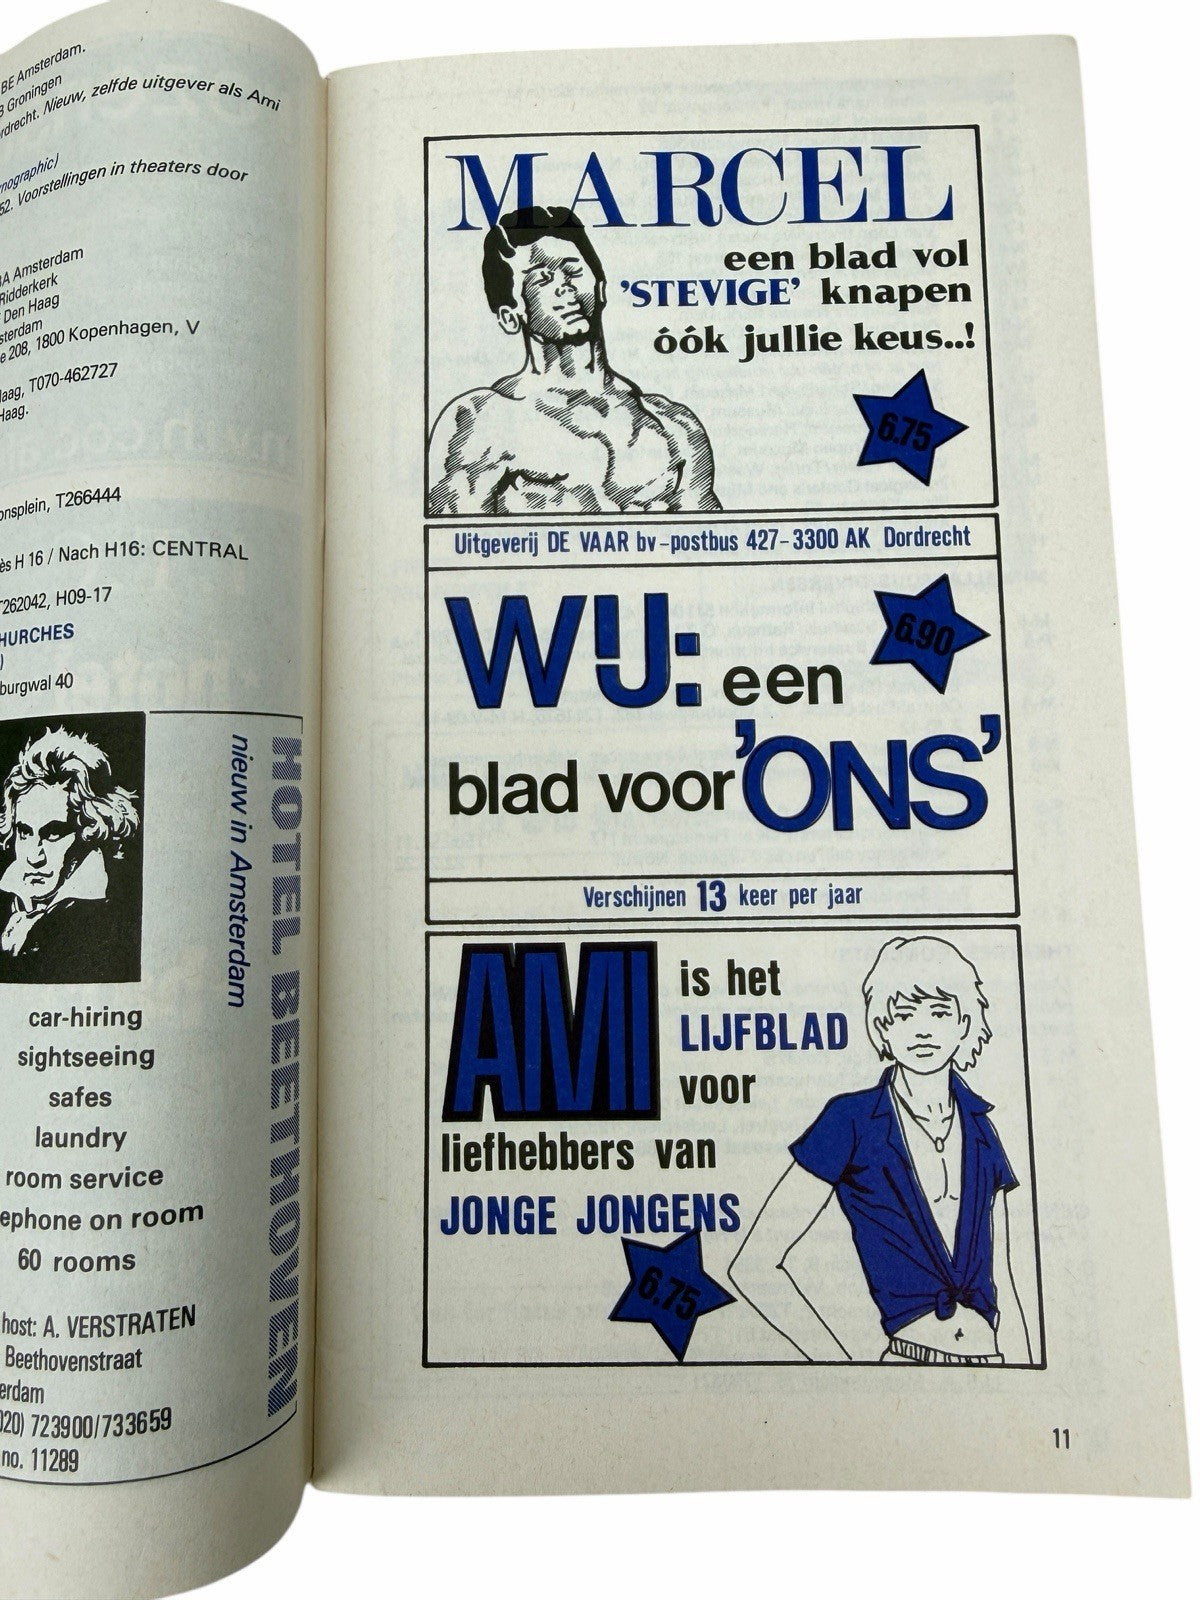 BE Amsterdam.
Groningen
drecht. Nieuw, zelfde uitgever als Ami
nographic)
52. Voorstellingen in theaters door
BA Amsterdam
Ridderkerk
Den Haag
sterdam
e 208, 1800 Kopenhagen, V
Haag, T070-462727
Haag.
onsplein, T266444
ès H 16 / Nach H16: CENTRAL
T262042, H09-17
HURCHES
)
burgwal 40
HOTEL BEETHOVEN
nieuw in Amsterdam
car-hiring
sightseeing
safes
laundry
room service
ephone on room
60 rooms
host: A. VERSTRATEN
Beethovenstraat
erdam
020) 723900/733659
no. 11289
MARCEL
een blad vol
'STEVIGE' knapen
óók jullie keus..!
6.75
Uitgeverij DE VAAR bv-postbus 427-3300 AK Dordrecht
WIJ: een
6.90
blad voor 'ONS'
Verschijnen 13 keer per jaar
AMI is het
LIJFBLAD
voor
liefhebbers van
JONGE JONGENS
6.75
11